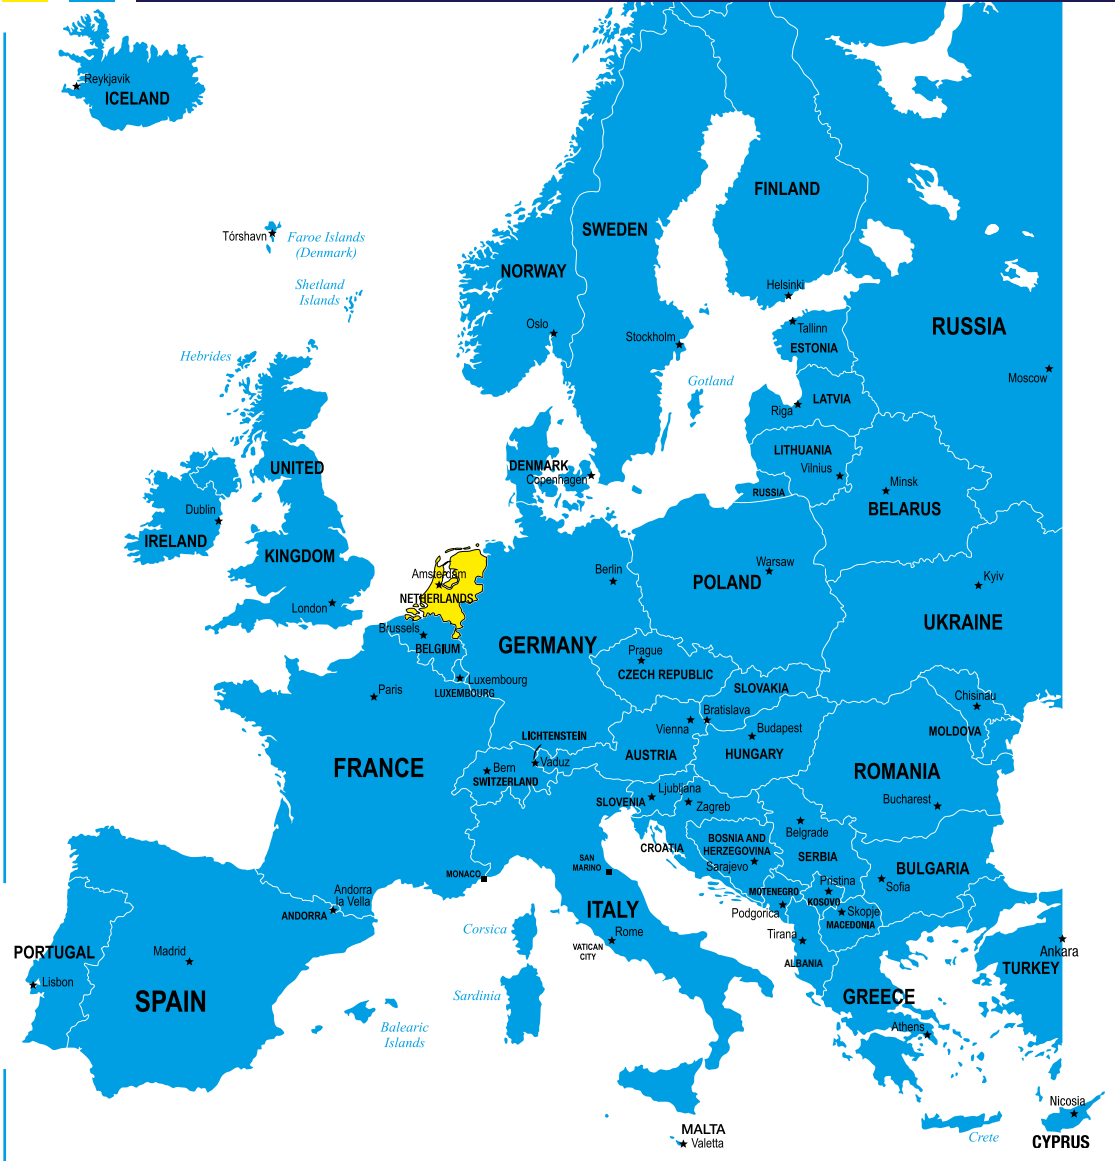 Reykjavik
ICELAND
FINLAND
SWEDEN
Tórshavn
Faroe Islands
(Denmark)
NORWAY
Shetland
Islands
Helsinki
Oslo
Tallinn
RUSSIA
Stockholm
ESTONIA
Hebrides
Moscow
Gotland
LATVIA
Riga
LITHUANIA
UNITED
DENMARK
Vilnius
Copenhagen
Minsk
RUSSIA
Dublin
BELARUS
IRELAND
KINGDOM
Warsaw
Berlin
Amsterdam
POLAND
Kyiv
NETHERLANDS
London
UKRAINE
Brussels
GERMANY
BELGIUM
Prague
CZECH REPUBLIC
Luxembourg
LUXEMBOURG
SLOVAKIA
Paris
Chisinau
Bratislava
Vienna
Budapest
MOLDOVA
LICHTENSTEIN
AUSTRIA
HUNGARY
Vaduz
Bern
FRANCE
ROMANIA
SWITZERLAND
Ljubljana
SLOVENIA
Zagreb
Bucharest
Belgrade
BOSNIA AND
HERZEGOVINA
CROATIA
SERBIA
SAN
MARINO
Sarajevo
BULGARIA
MONACO
Pristina
Sofia
Andorra
la Vella
MOTENEGRO
KOSOVO
ANDORRA
ITALY
Podgorica
Skopje
MACEDONIA
Corsica
Rome
Tirana
PORTUGAL
Madrid
VATICAN
CITY
Ankara
ALBANIA
TURKEY
Lisbon
SPAIN
Sardinia
GREECE
Balearic
Islands
Athens
Nicosia
MALTA
Valetta
Crete
CYPRUS